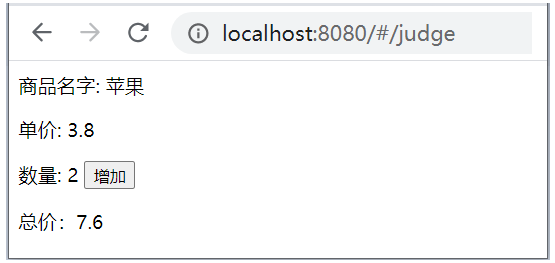 localhost:8080/#/judge
商品名字: 苹果
单价: 3.8
数量: 2 增加
总价：7.6